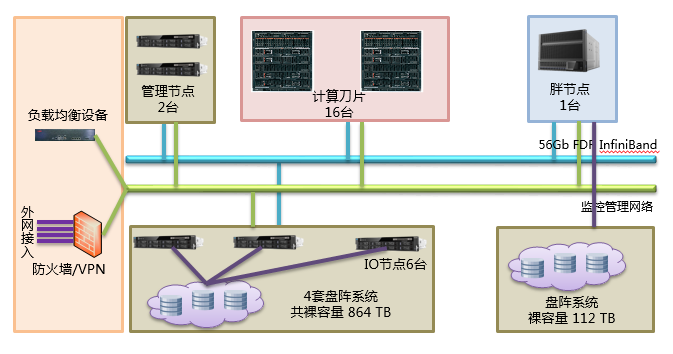 管理节点
2台
计算刀片
16台
胖节点
1台
负载均衡设备
56Gb FDR InfiniBand
监控管理网络
外网接入
防火墙/VPN
IO节点6台
4套盘阵系统
共裸容量 864 TB
盘阵系统
裸容量 112 TB